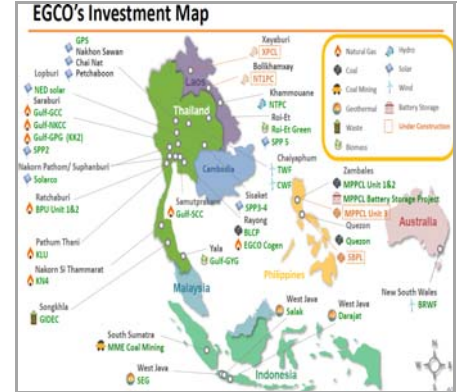 EGCO's Investment Map
GPS
Nakhon Sawan
Chai Nat
Petchaboon
Lopburi
NED solar
Saraburi
Gulf-GCC
Gulf-NKCC
Gulf-GPG (KK2)
SPP2
Nakorn Pathom/ Suphanburi
Solarco
Ratchaburi
BPU Unit 1&2
Pathum Thani
KLU
Nakorn Si Thammarat
KN4
Songkhla
GIDEC
Xayaburi
XPCL
Bolikhamxay
NT1PC
Khammouane
NTPC
Roi-Et
Roi-Et Green
SPP 5
Chaiyaphum
TWF
CWF
Sisaket
SPP3-4
Rayong
BLCP
EGCO Cogen
Samutprakarn
Gulf-SCC
Yala
Gulf-GYG
Laos
Thailand
Cambodia
Malaysia
Philippines
Indonesia
Australia
Natural Gas
Hydro
Coal
Solar
Coal Mining
Wind
Geothermal
Battery Storage
Waste
Under Construction
Biomass
Zambales
MPPCL Unit 1&2
MPPCL Battery Storage Project
MPPCL Unit 3
Quezon
Quezon
SBPL
New South Wales
BRWF
South Sumatra
MME Coal Mining
West Java
SEG
West Java
Salak
West Java
Darajat